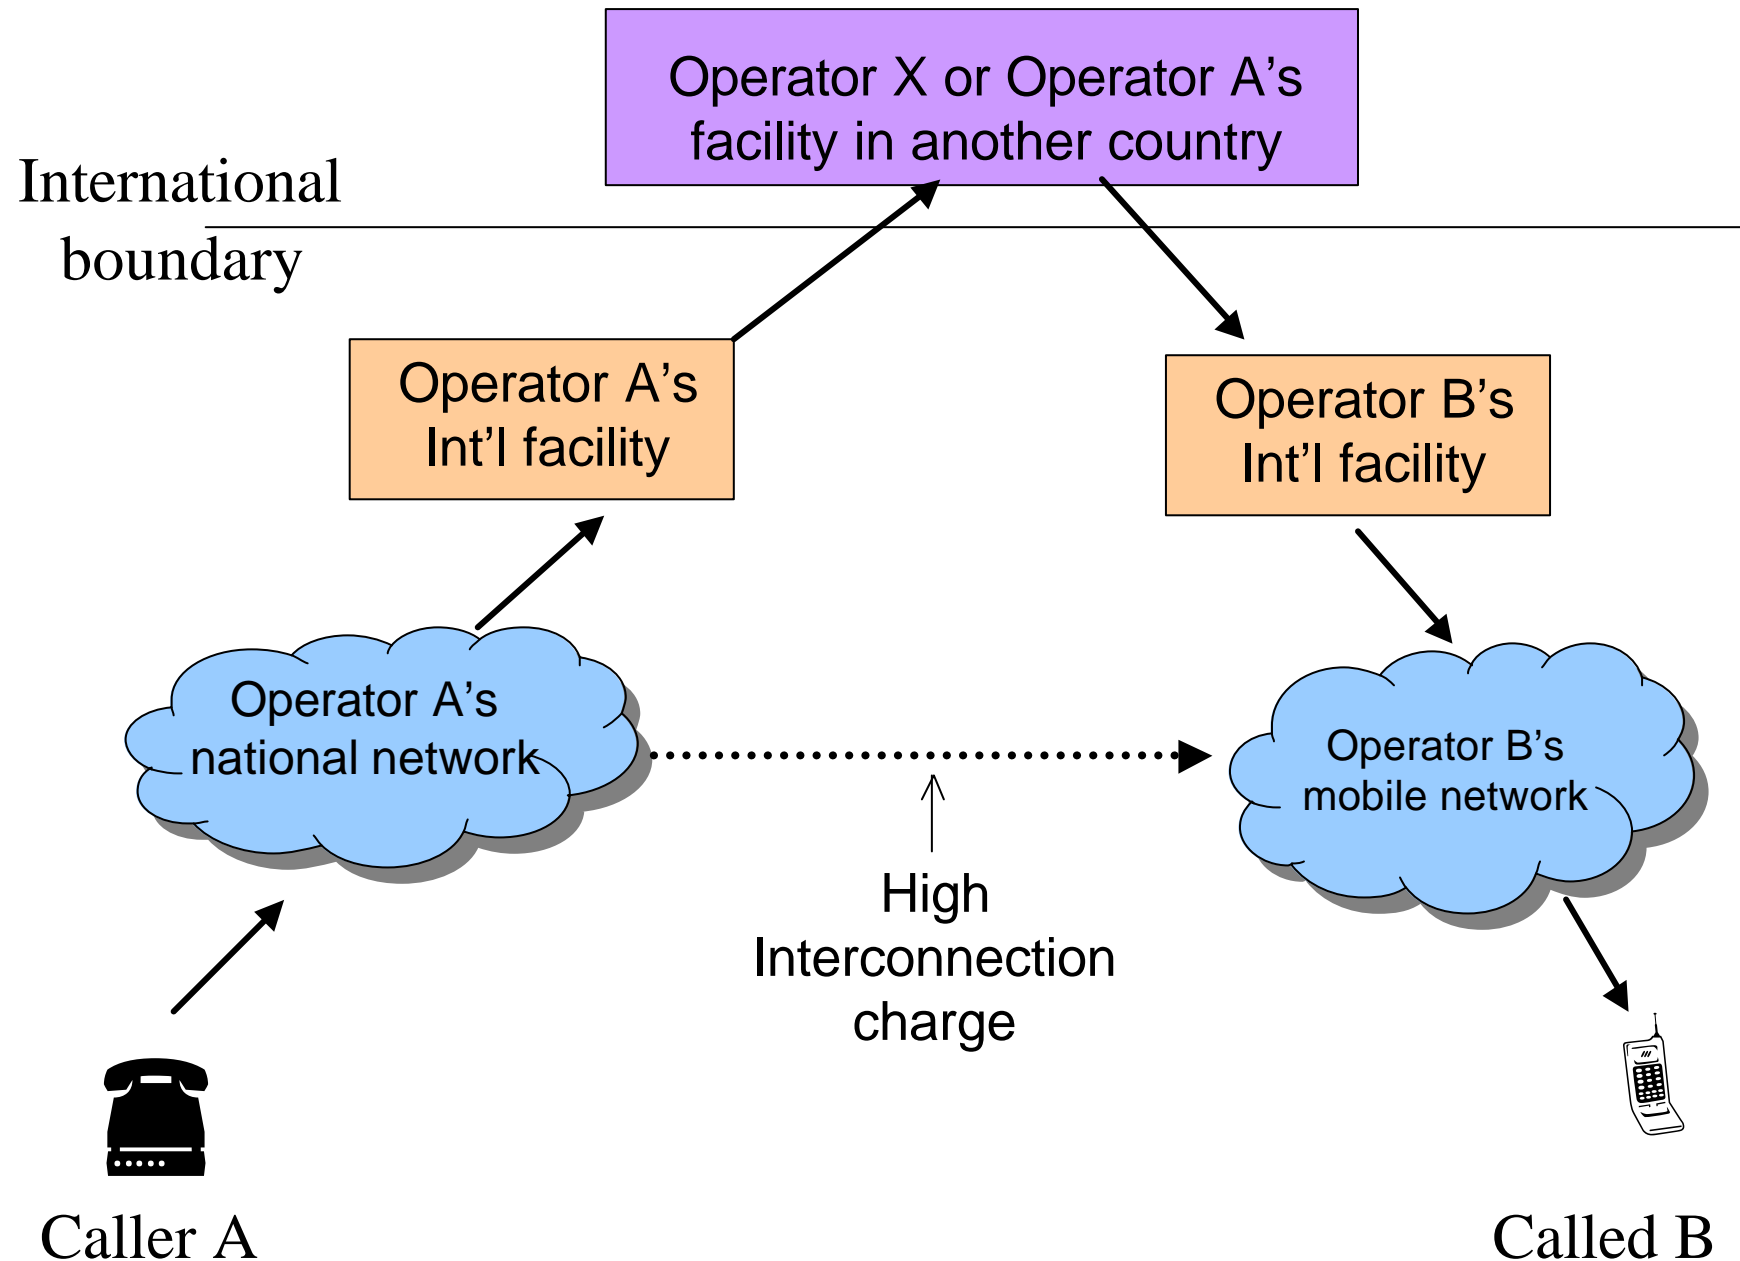 Operator X or Operator A’s
facility in another country
International
boundary
Operator A’s
Int’l facility
Operator B’s
Int’l facility
Operator A’s
national network
Operator B’s
mobile network
High
Interconnection
charge
Caller A
Called B